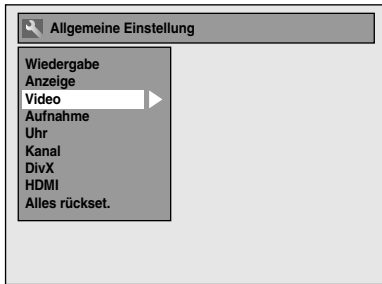 Allgemeine Einstellung
Wiedergabe
Anzeige
Video
Aufnahme
Uhr
Kanal
DivX
HDMI
Alles rückset.